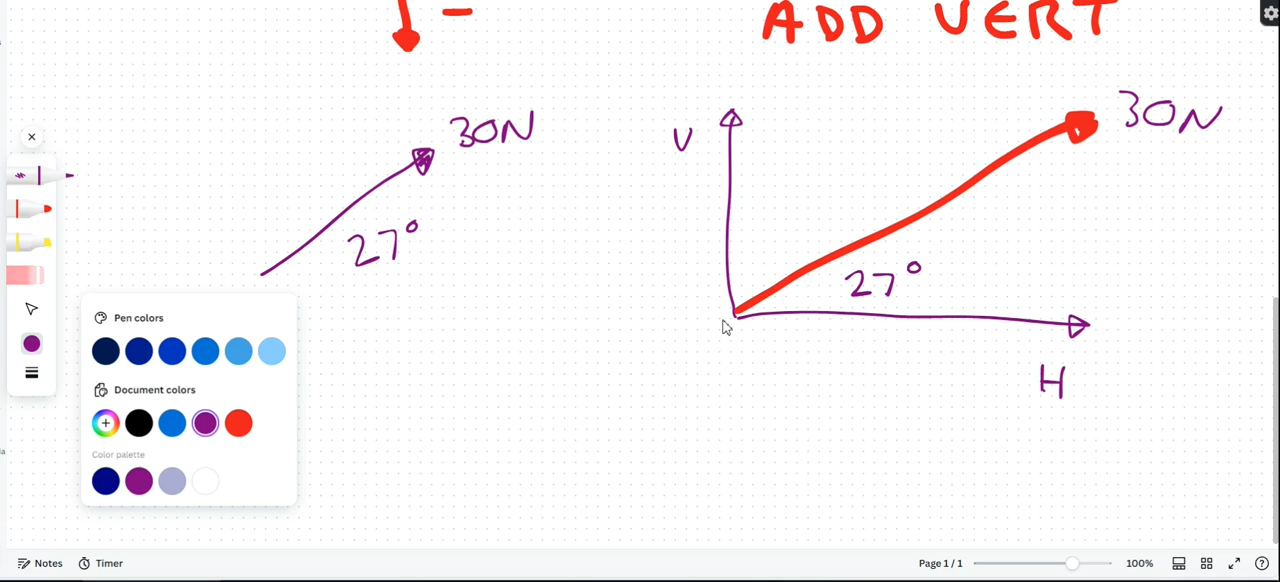 ADD VERT
-
30N
27°
V
30N
27°
H
Pen colors
Document colors
Color palette
Notes
Timer
Page 1 / 1
100%